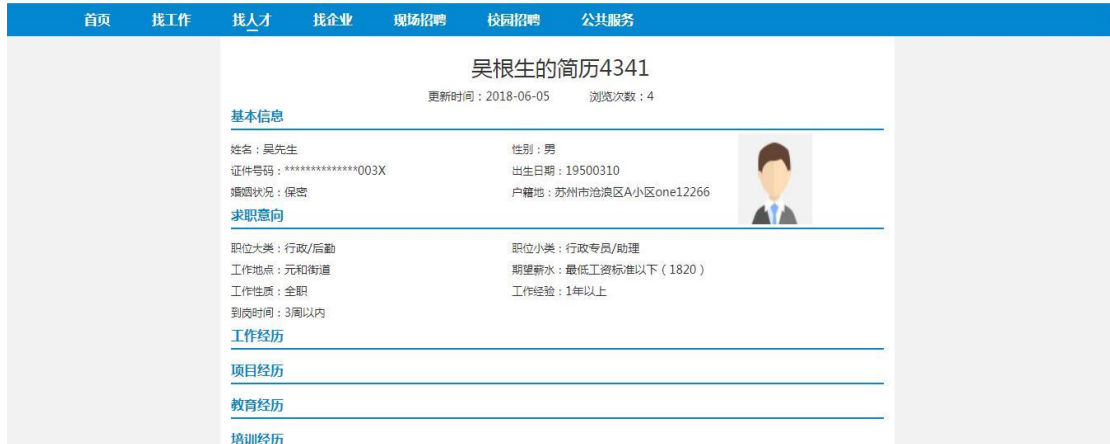 首页 找工作 找人才 找企业 现场招聘 校园招聘 公共服务
吴根生的简历4341
更新时间：2018-06-05 浏览次数：4
基本信息
姓名：吴先生 性别：男
证件号码：**************003X 出生日期：19500310
婚姻状况：保密 户籍地：苏州市沧浪区A小区one12266
求职意向
职位大类：行政/后勤 职位小类：行政专员/助理
工作地点：元和街道 期望薪水：最低工资标准以下（1820）
工作性质：全职 工作经验：1年以上
到岗时间：3周以内
工作经历
项目经历
教育经历
培训经历